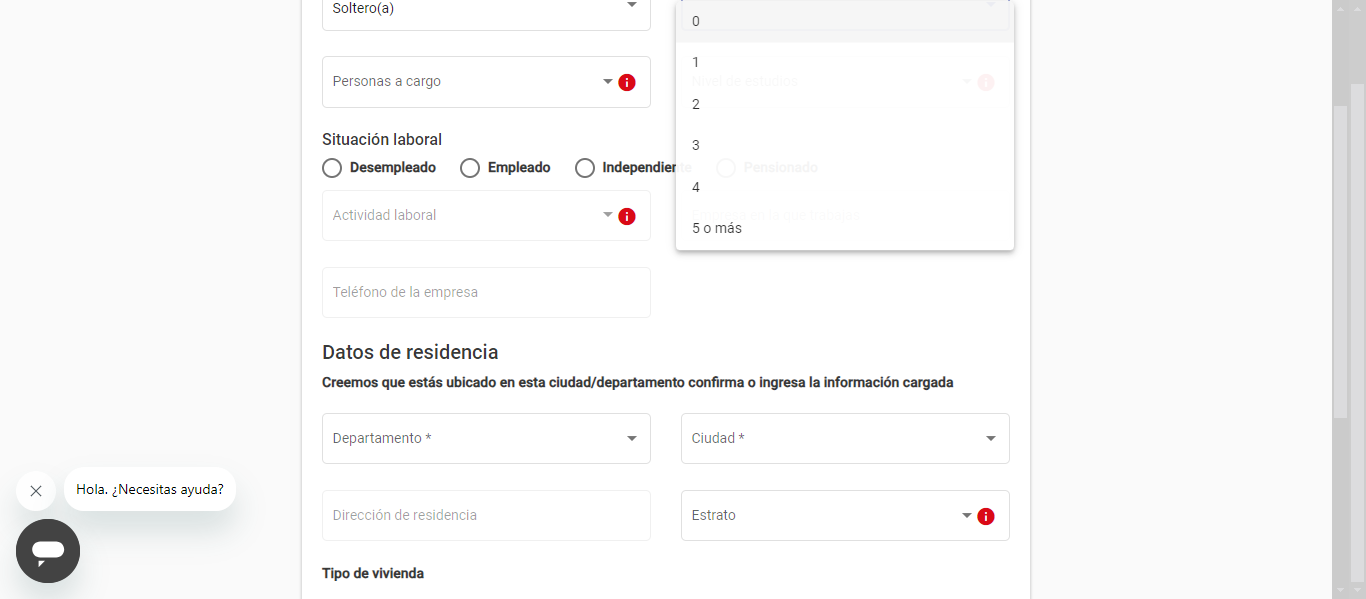 Soltero(a)
0
Personas a cargo
1
Nivel de estudios
2
3
4
5 o más
Situación laboral
Desempleado
Empleado
Independiente
Pensionado
Actividad laboral
Teléfono de la empresa
Datos de residencia
Creemos que estás ubicado en esta ciudad/departamento confirma o ingresa la información cargada
Departamento *
Ciudad *
Dirección de residencia
Estrato
Tipo de vivienda
Hola. ¿Necesitas ayuda?